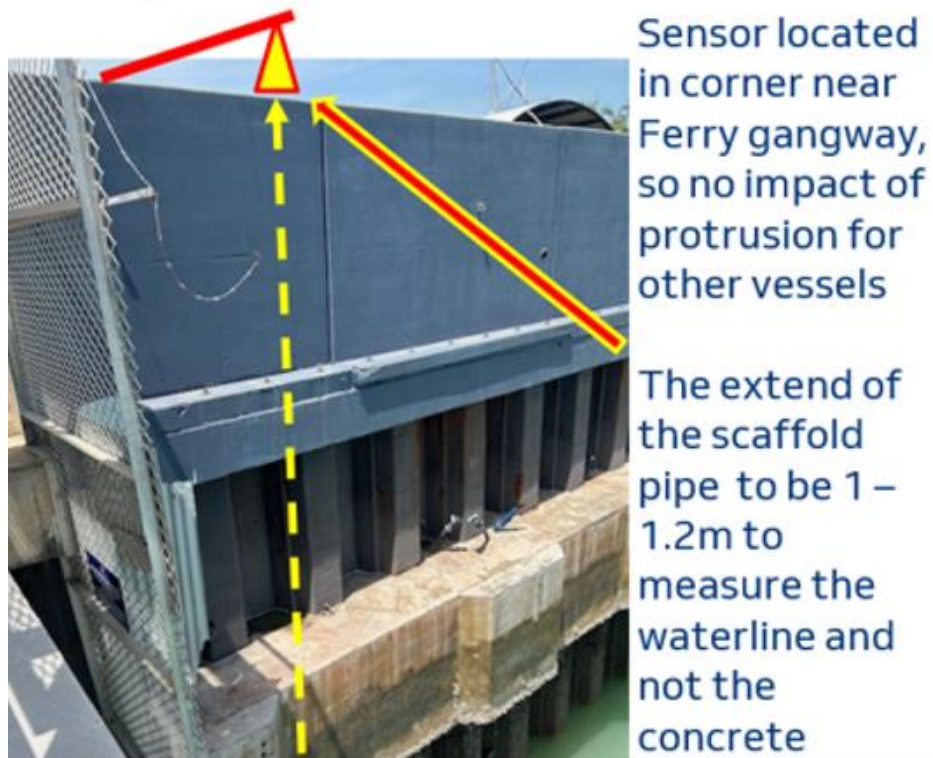 Sensor located
in corner near
Ferry gangway,
so no impact of
protrusion for
other vessels
The extend of
the scaffold
pipe to be 1 –
1.2m to
measure the
waterline and
not the
concrete